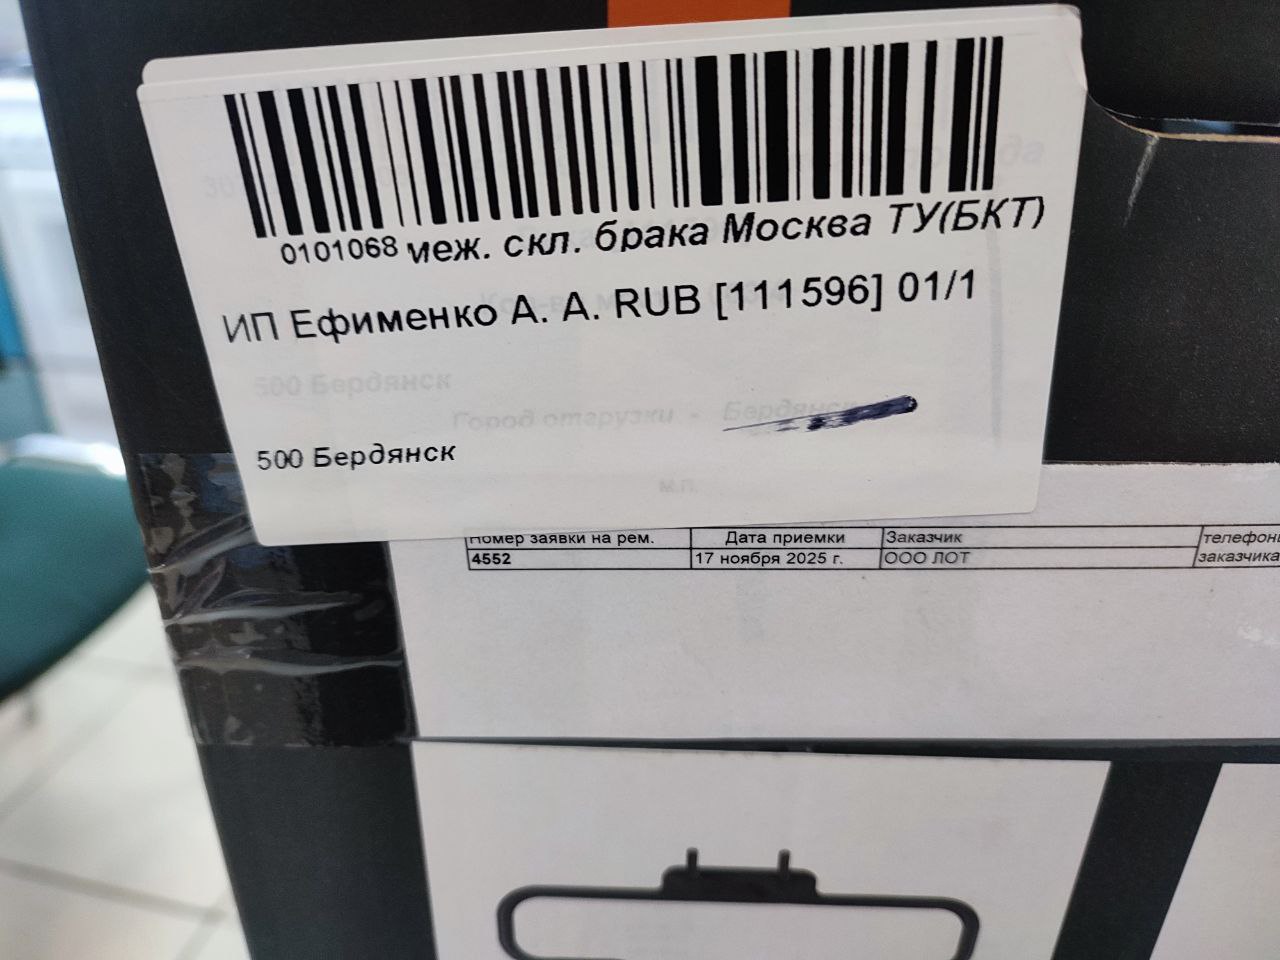 0101068 меж. скл. брака Москва ТУ(БКТ)
ИП Ефименко А. А. RUB [111596] 01/1
500 Бердянск
Город отгрузки - Бердянск
м.п.
500 Бердянск
Номер заявки на рем. Дата приемки Заказчик телефоны
4552 17 ноября 2025 г. ООО ЛОТ заказчика